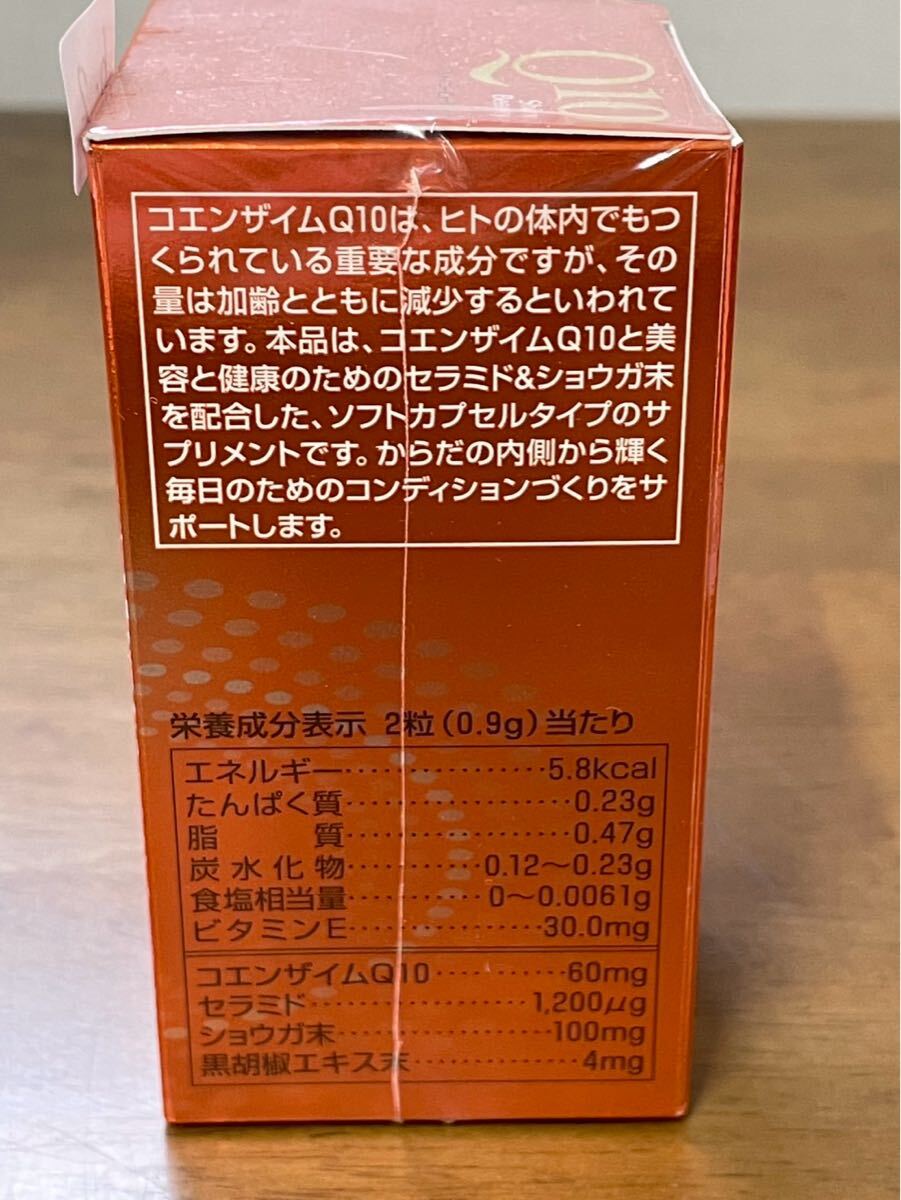 Q10
コエンザイムQ10は、ヒトの体内でもつ
くられている重要な成分ですが、その
量は加齢とともに減少するといわれて
います。本品は、コエンザイムQ10と美
容と健康のためのセラミド&ショウガ末
を配合した、ソフトカプセルタイプのサ
プリメントです。からだの内側から輝く
毎日のためのコンディションづくりをサ
ポートします。
栄養成分表示 2粒(0.9g)当たり
エネルギー・・・・・・・・・・・・・5.8kcal
たんぱく質・・・・・・・・・・・・・0.23g
脂質・・・・・・・・・・・・・0.47g
炭水化物・・・・・・・・0.12～0.23g
食塩相当量・・・・・・・・0～0.0061g
ビタミンE・・・・・・・・・・・・30.0mg
コエンザイムQ10・・・・・・・・60mg
セラミド・・・・・・・・・・・・・1,200μg
ショウガ末・・・・・・・・・・・・100mg
黒胡椒エキス末・・・・・・・・・・4mg